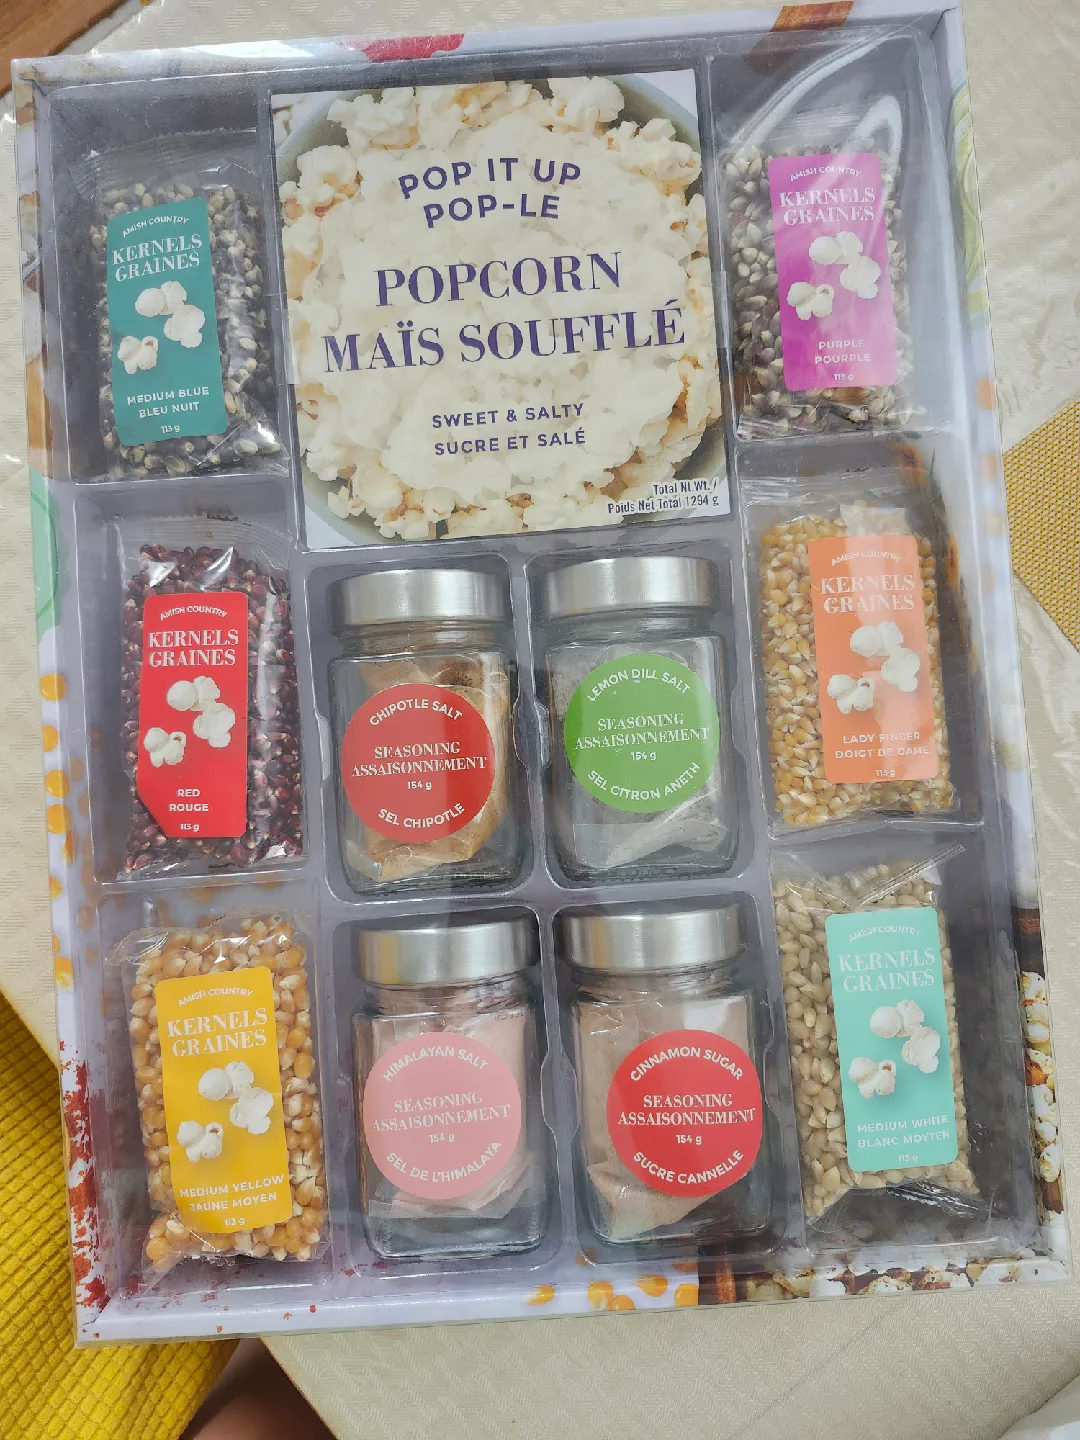 POP IT UP
POP-LE
POPCORN
MAÏS SOUFFLÉ
SWEET & SALTY
SUCRE ET SALÉ
Total Nt.Wt. /
Poids Net Total 1294 g
AMISH COUNTRY
KERNELS
GRAINES
MEDIUM BLUE
BLEU NUIT
113 g
AMISH COUNTRY
KERNELS
GRAINES
PURPLE
POURPLE
113 g
AMISH COUNTRY
KERNELS
GRAINES
RED
ROUGE
113 g
CHIPOTLE SALT
SEASONING
ASSAISONNEMENT
154 g
SEL CHIPOTLE
LEMON DILL SALT
SEASONING
ASSAISONNEMENT
154 g
SEL CITRON ANETH
AMISH COUNTRY
KERNELS
GRAINES
LADY FINGER
DOIGT DE DAME
113 g
AMISH COUNTRY
KERNELS
GRAINES
MEDIUM YELLOW
JAUNE MOYEN
113 g
HIMALAYAN SALT
SEASONING
ASSAISONNEMENT
154 g
SEL DE L'HIMALAYA
CINNAMON SUGAR
SEASONING
ASSAISONNEMENT
154 g
SUCRE CANNELLE
AMISH COUNTRY
KERNELS
GRAINES
MEDIUM WHITE
BLANC MOYEN
113 g